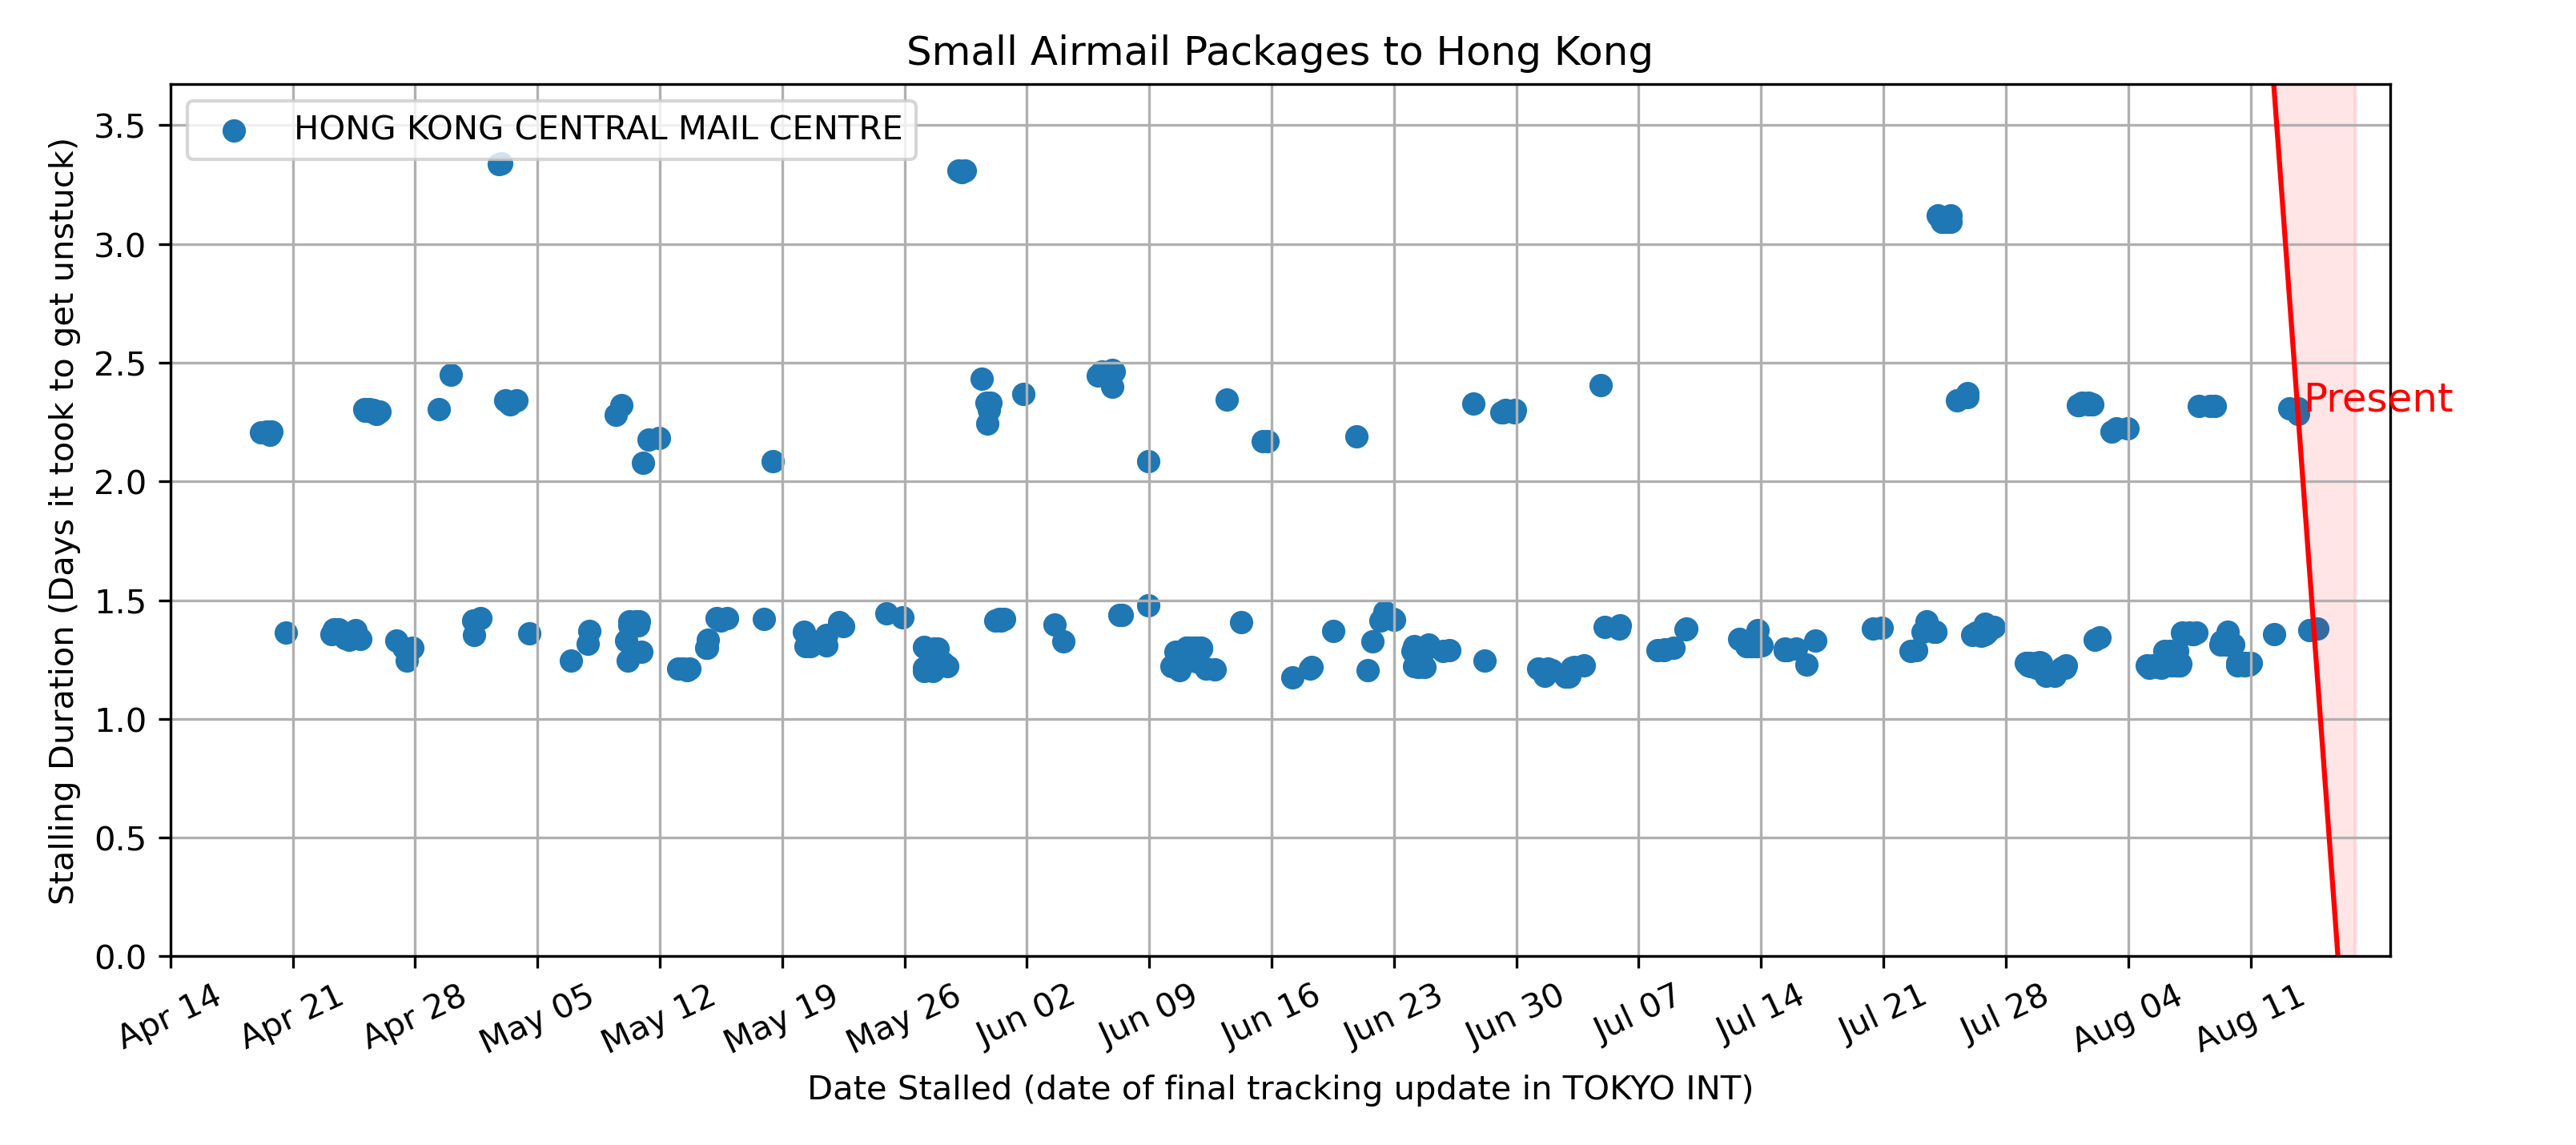 Small Airmail Packages to Hong Kong
HONG KONG CENTRAL MAIL CENTRE
Stalling Duration (Days it took to get unstuck)
3.5
3.0
2.5
2.0
1.5
1.0
0.5
0.0
Present
Apr 14
Apr 21
Apr 28
May 05
May 12
May 19
May 26
Jun 02
Jun 09
Jun 16
Jun 23
Jun 30
Jul 07
Jul 14
Jul 21
Jul 28
Aug 04
Aug 11
Date Stalled (date of final tracking update in TOKYO INT)